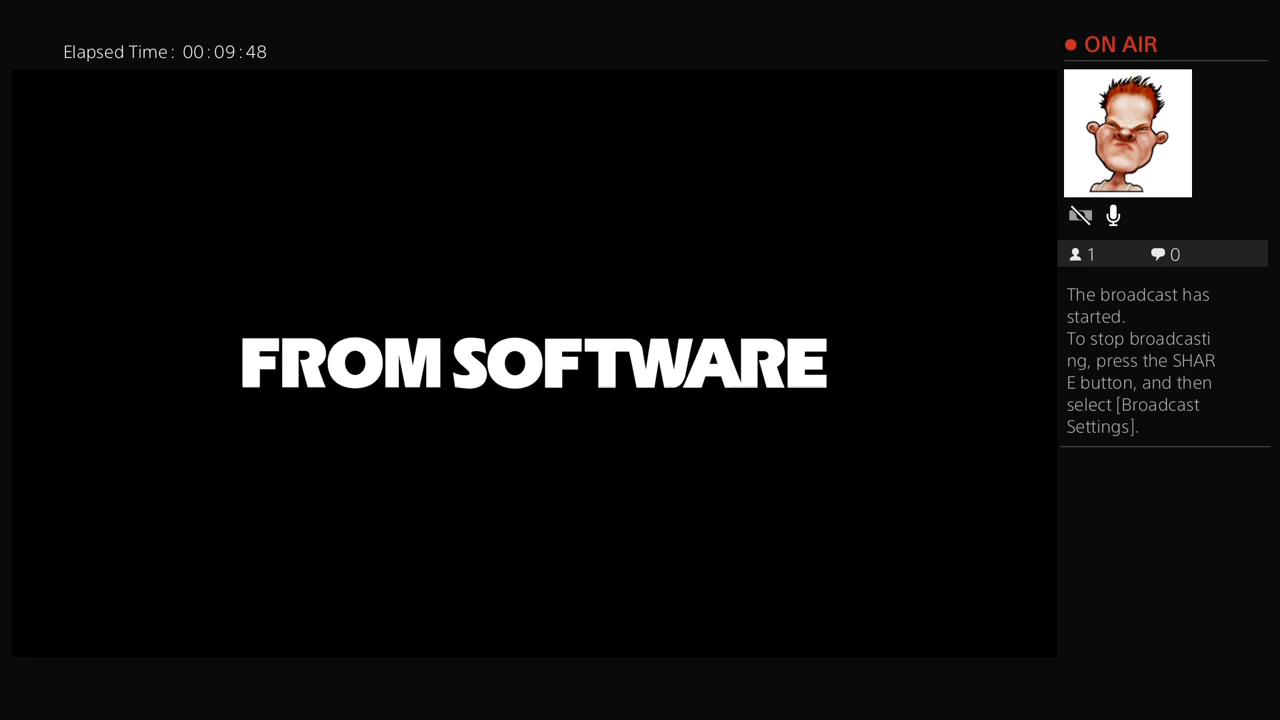 Elapsed Time: 00:09:48
ON AIR
FROM SOFTWARE
1 0
The broadcast has
started.
To stop broadcasti
ng, press the SHAR
E button, and then
select [Broadcast
Settings].